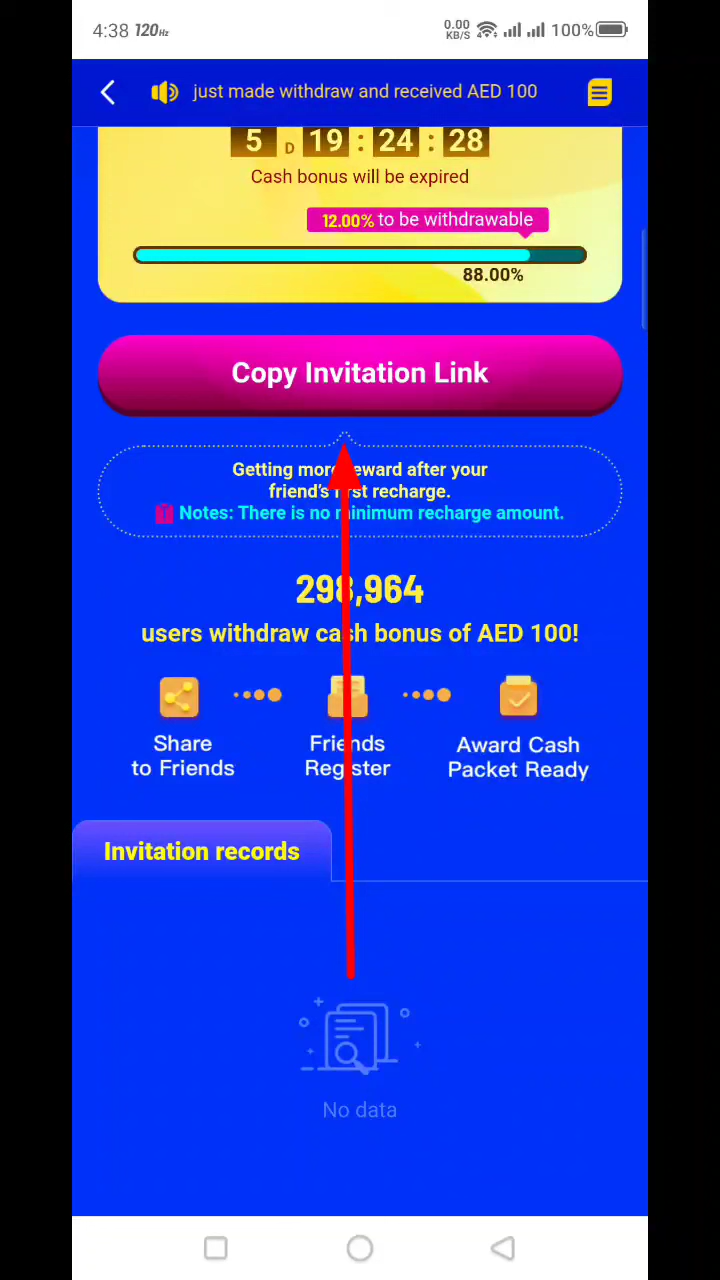 4:38 120Hz
0.00 KB/S
100%
just made withdraw and received AED 100
5 D 19 : 24 : 28
Cash bonus will be expired
12.00% to be withdrawable
88.00%
Copy Invitation Link
Getting more reward after your
friend's first recharge.
Notes: There is no minimum recharge amount.
298,964
users withdraw cash bonus of AED 100!
Share
to Friends
Friends
Register
Award Cash
Packet Ready
Invitation records
No data